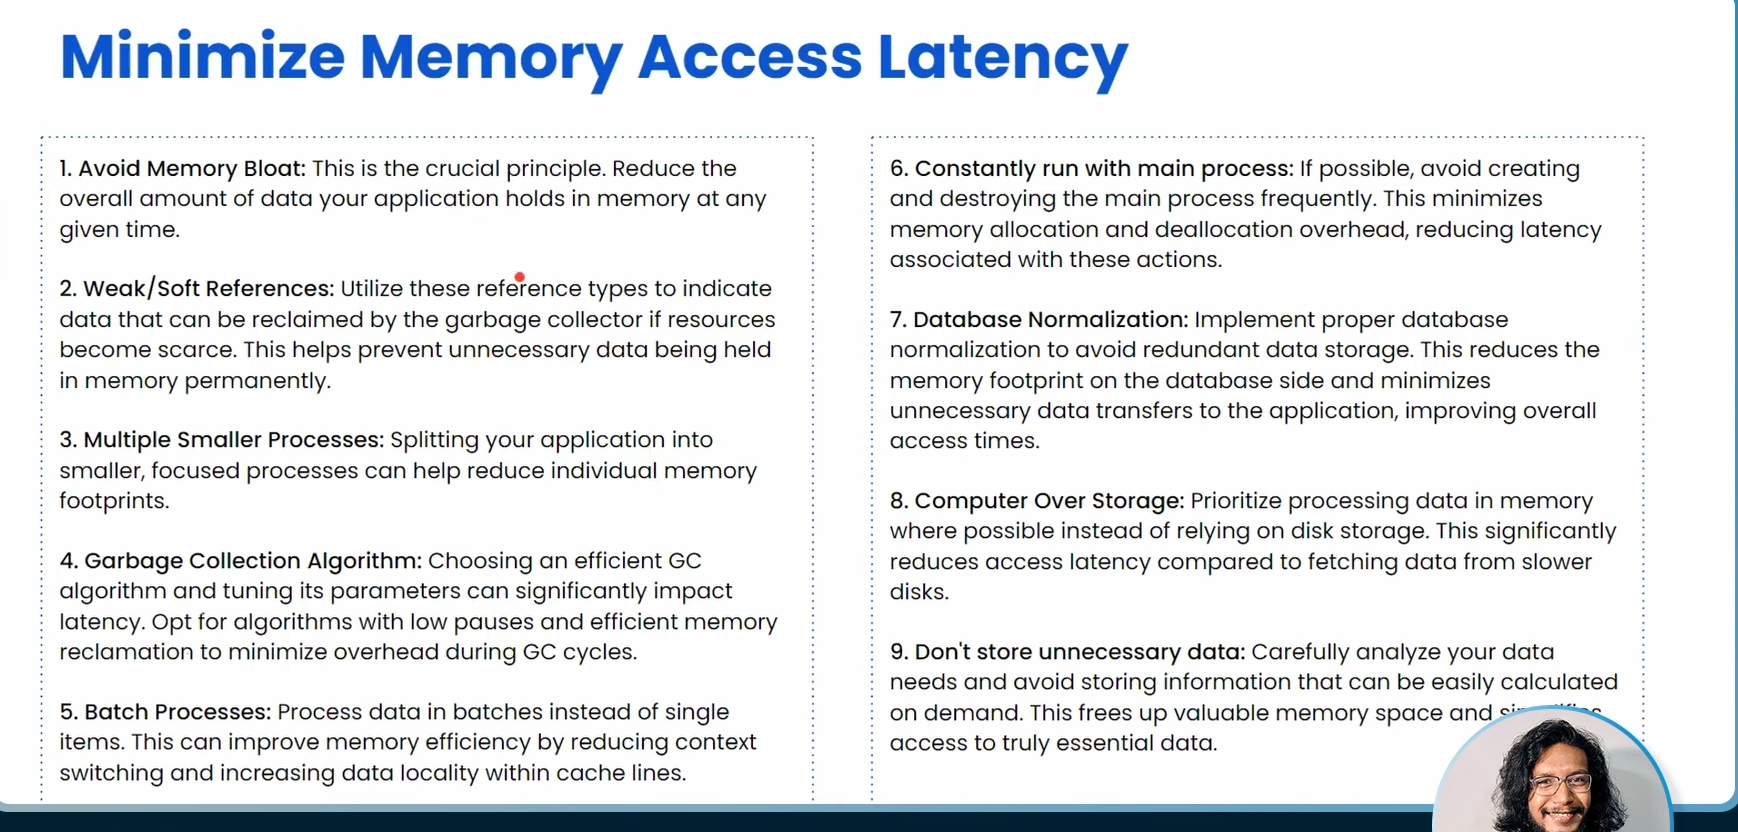 Minimize Memory Access Latency
1. Avoid Memory Bloat: This is the crucial principle. Reduce the
overall amount of data your application holds in memory at any
given time.
2. Weak/Soft References: Utilize these reference types to indicate
data that can be reclaimed by the garbage collector if resources
become scarce. This helps prevent unnecessary data being held
in memory permanently.
3. Multiple Smaller Processes: Splitting your application into
smaller, focused processes can help reduce individual memory
footprints.
4. Garbage Collection Algorithm: Choosing an efficient GC
algorithm and tuning its parameters can significantly impact
latency. Opt for algorithms with low pauses and efficient memory
reclamation to minimize overhead during GC cycles.
5. Batch Processes: Process data in batches instead of single
items. This can improve memory efficiency by reducing context
switching and increasing data locality within cache lines.
6. Constantly run with main process: If possible, avoid creating
and destroying the main process frequently. This minimizes
memory allocation and deallocation overhead, reducing latency
associated with these actions.
7. Database Normalization: Implement proper database
normalization to avoid redundant data storage. This reduces the
memory footprint on the database side and minimizes
unnecessary data transfers to the application, improving overall
access times.
8. Computer Over Storage: Prioritize processing data in memory
where possible instead of relying on disk storage. This significantly
reduces access latency compared to fetching data from slower
disks.
9. Don't store unnecessary data: Carefully analyze your data
needs and avoid storing information that can be easily calculated
on demand. This frees up valuable memory space and
access to truly essential data.